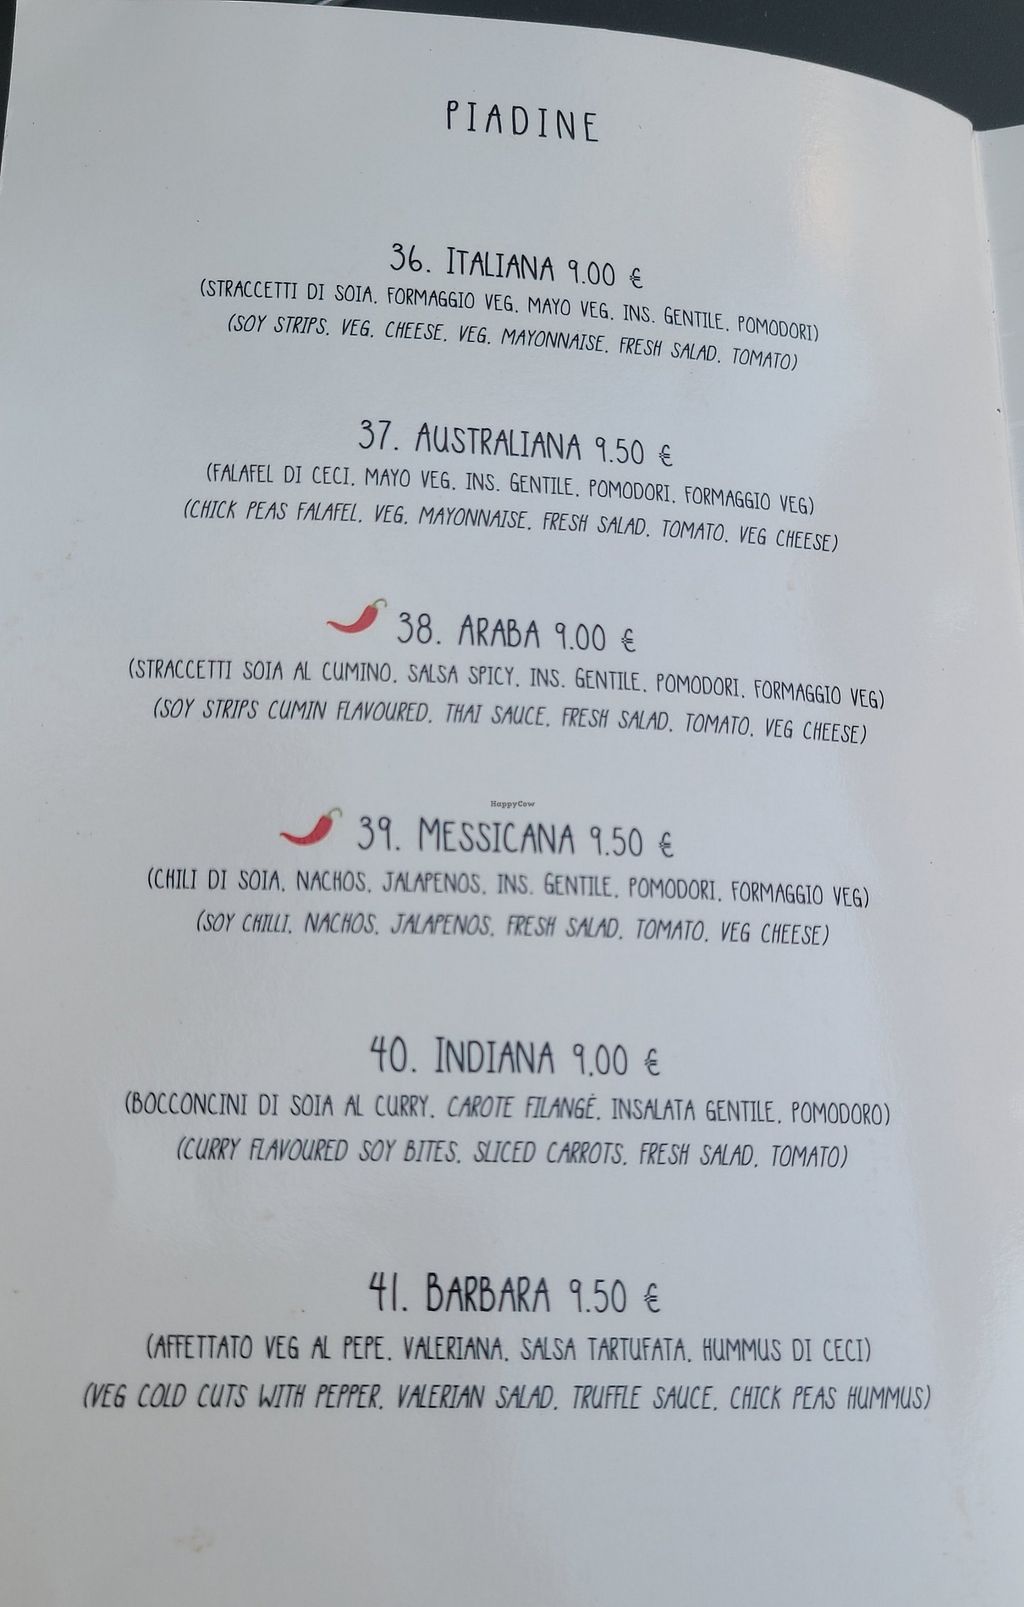 PIADINE
36. ITALIANA 9.00 €
(STRACCETTI DI SOIA, FORMAGGIO VEG, MAYO VEG, INS. GENTILE, POMODORI)
(SOY STRIPS, VEG. CHEESE, VEG. MAYONNAISE, FRESH SALAD, TOMATO)
37. AUSTRALIANA 9.50 €
(FALAFEL DI CECI, MAYO VEG, INS. GENTILE, POMODORI, FORMAGGIO VEG)
(CHICK PEAS FALAFEL, VEG. MAYONNAISE, FRESH SALAD, TOMATO, VEG CHEESE)
38. ARABA 9.00 €
(STRACCETTI SOIA AL CUMINO, SALSA SPICY, INS. GENTILE, POMODORI, FORMAGGIO VEG)
(SOY STRIPS CUMIN FLAVOURED, THAI SAUCE, FRESH SALAD, TOMATO, VEG CHEESE)
HappyCow
39. MESSICANA 9.50 €
(CHILI DI SOIA, NACHOS, JALAPENOS, INS. GENTILE, POMODORI, FORMAGGIO VEG)
(SOY CHILLI, NACHOS, JALAPENOS, FRESH SALAD, TOMATO, VEG CHEESE)
40. INDIANA 9,00 €
(BOCCONCINI DI SOIA AL CURRY, CAROTE FILANGÈ, INSALATA GENTILE, POMODORO)
(CURRY FLAVOURED SOY BITES, SLICED CARROTS, FRESH SALAD, TOMATO)
41. BARBARA 9.50 €
(AFFETTATO VEG AL PEPE, VALERIANA, SALSA TARTUFATA, HUMMUS DI CECI)
(VEG COLD CUTS WITH PEPPER, VALERIAN SALAD, TRUFFLE SAUCE, CHICK PEAS HUMMUS)